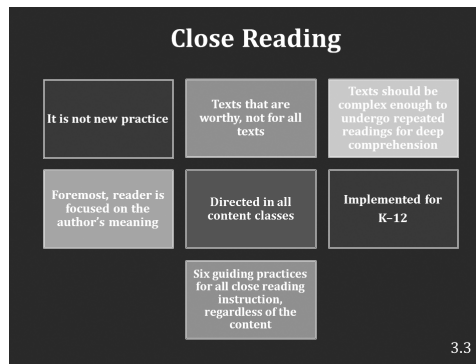 Close Reading
It is not new practice
Texts that are
worthy, not for all
texts
Texts should be
complex enough to
undergo repeated
readings for deep
comprehension
Foremost, reader is
focused on the
author's meaning
Directed in all
content classes
Implemented for
K–12
Six guiding practices
for all close reading
instruction,
regardless of the
content
3.3